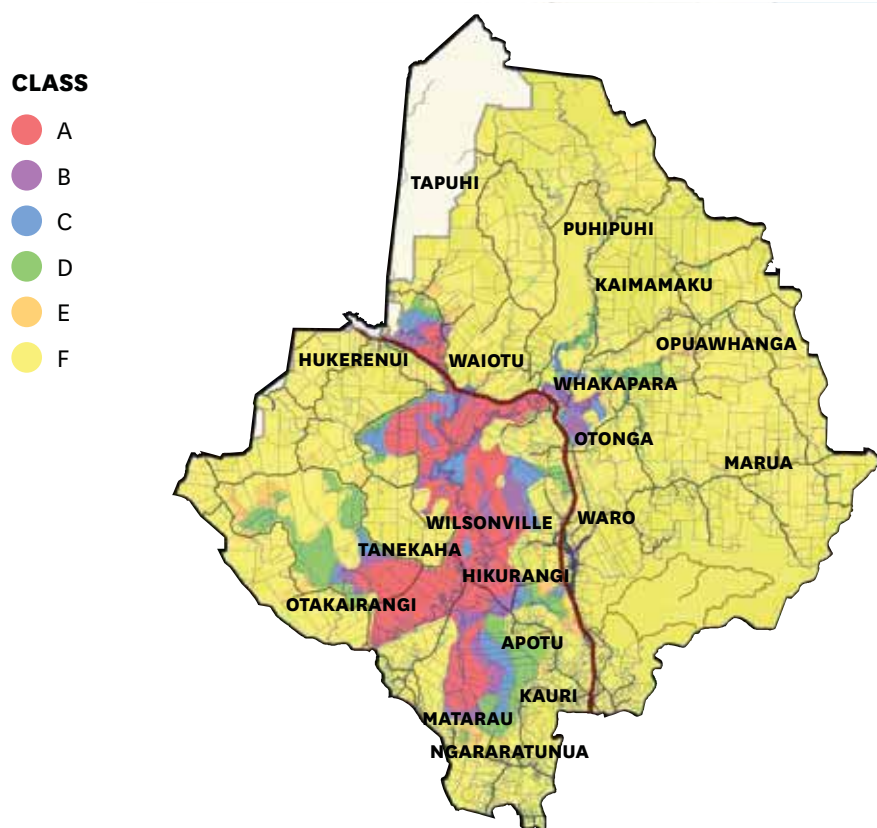 CLASS
A
B
C
D
E
F
TAPUHI
PUHIPUHI
KAIMAMAKU
OPUAWHANGA
HUKERENUI
WAIOTU
WHAKAPARA
OTONGA
MARUA
WILSONVILLE
WARO
TANEKAHA
HIKURANGI
OTAKAIRANGI
APOTU
KAURI
MATARAU
NGARARATUNUA